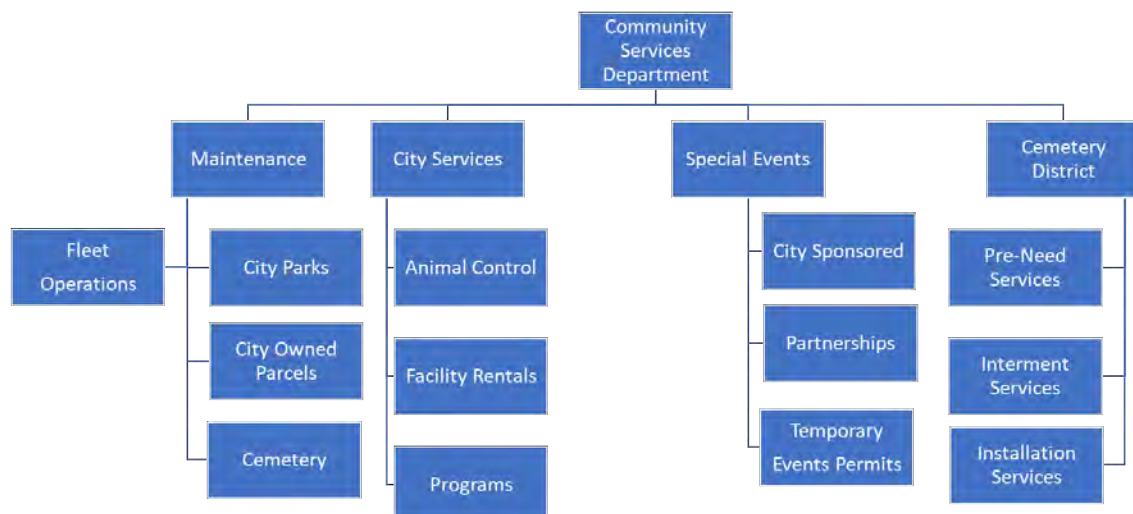 Community
Services
Department
Maintenance
City Services
Special Events
Cemetery
District
Fleet
Operations
City Parks
Animal Control
City Sponsored
Pre-Need
Services
City Owned
Parcels
Facility Rentals
Partnerships
Interment
Services
Cemetery
Programs
Temporary
Events Permits
Installation
Services